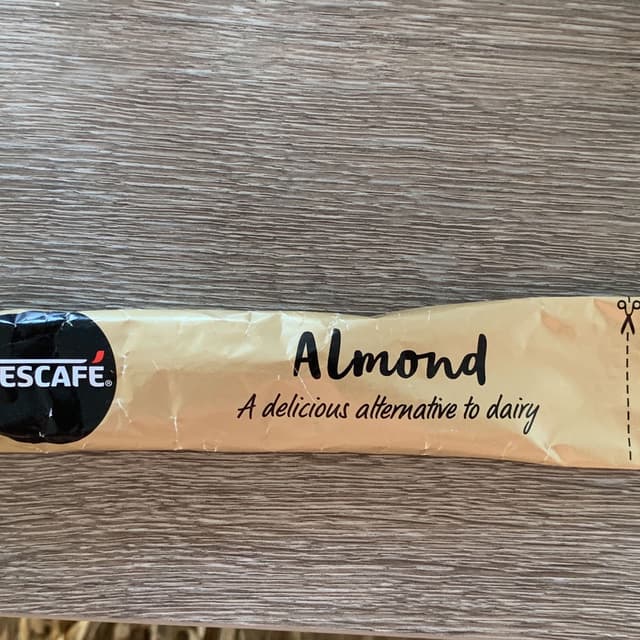 ESCAFÉ®
Almond
A delicious alternative to dairy